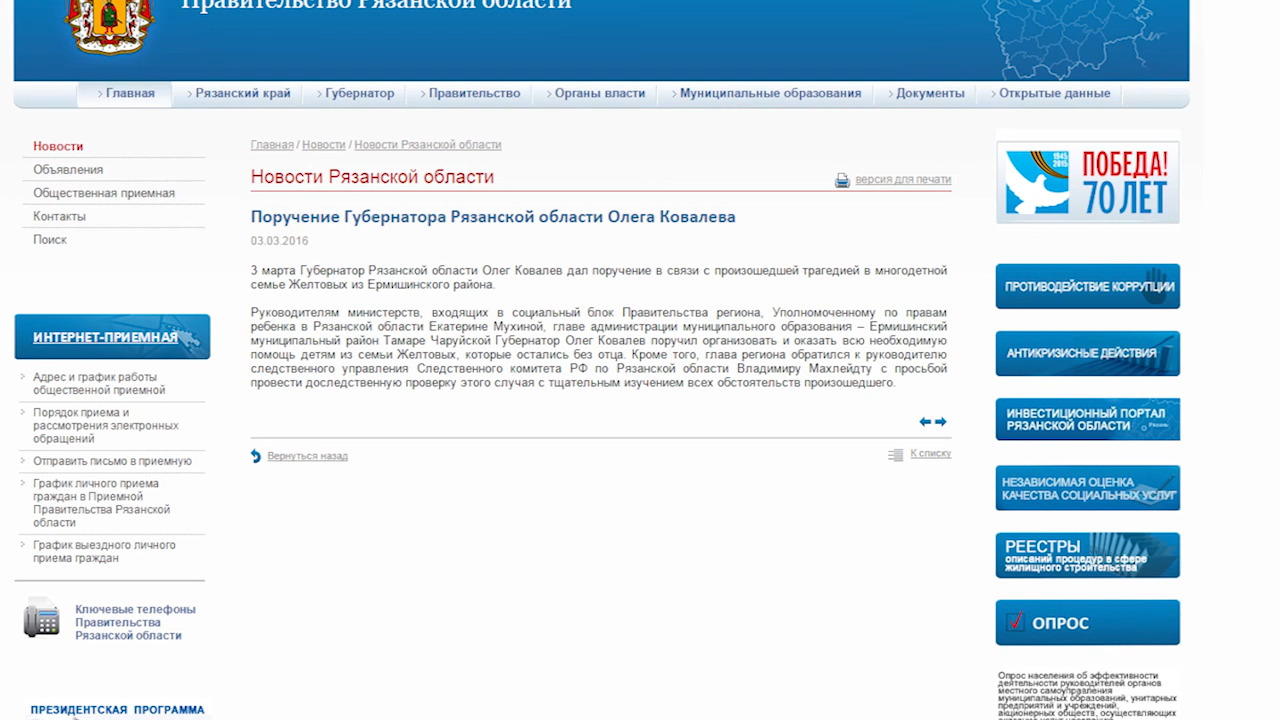 Правительство Рязанской области
Главная
Рязанский край
Губернатор
Правительство
Органы власти
Муниципальные образования
Документы
Открытые данные
Новости
Объявления
Общественная приемная
Контакты
Поиск
ИНТЕРНЕТ-ПРИЕМНАЯ
Адрес и график работы
общественной приемной
Порядок приема и
рассмотрения электронных
обращений
Отправить письмо в приемную
График личного приема
граждан в Приемной
Правительства Рязанской
области
График выездного личного
приема граждан
Ключевые телефоны
Правительства
Рязанской области
ПРЕЗИДЕНТСКАЯ ПРОГРАММА
Главная / Новости / Новости Рязанской области
Новости Рязанской области
версия для печати
Поручение Губернатора Рязанской области Олега Ковалева
03.03.2016
3 марта Губернатор Рязанской области Олег Ковалев дал поручение в связи с произошедшей трагедией в многодетной
семье Желтовых из Ермишинского района.
Руководителям министерств, входящих в социальный блок Правительства региона, Уполномоченному по правам
ребенка в Рязанской области Екатерине Мухиной, главе администрации муниципального образования – Ермишинский
муниципальный район Тамаре Чаруйской Губернатор Олег Ковалев поручил организовать и оказать всю необходимую
помощь детям из семьи Желтовых, которые остались без отца. Кроме того, глава региона обратился к руководителю
следственного управления Следственного комитета РФ по Рязанской области Владимиру Махлейдту с просьбой
провести доследственную проверку этого случая с тщательным изучением всех обстоятельств произошедшего.
Вернуться назад
К списку
1945
2015
ПОБЕДА!
70 ЛЕТ
ПРОТИВОДЕЙСТВИЕ КОРРУПЦИИ
АНТИКРИЗИСНЫЕ ДЕЙСТВИЯ
ИНВЕСТИЦИОННЫЙ ПОРТАЛ
РЯЗАНСКОЙ ОБЛАСТИ
Рязань
НЕЗАВИСИМАЯ ОЦЕНКА
КАЧЕСТВА СОЦИАЛЬНЫХ УСЛУГ
РЕЕСТРЫ
описаний процедур в сфере
жилищного строительства
ОПРОС
Опрос населения об эффективности
деятельности руководителей органов
местного самоуправления
муниципальных образований, унитарных
предприятий и учреждений,
акционерных обществ, осуществляющих